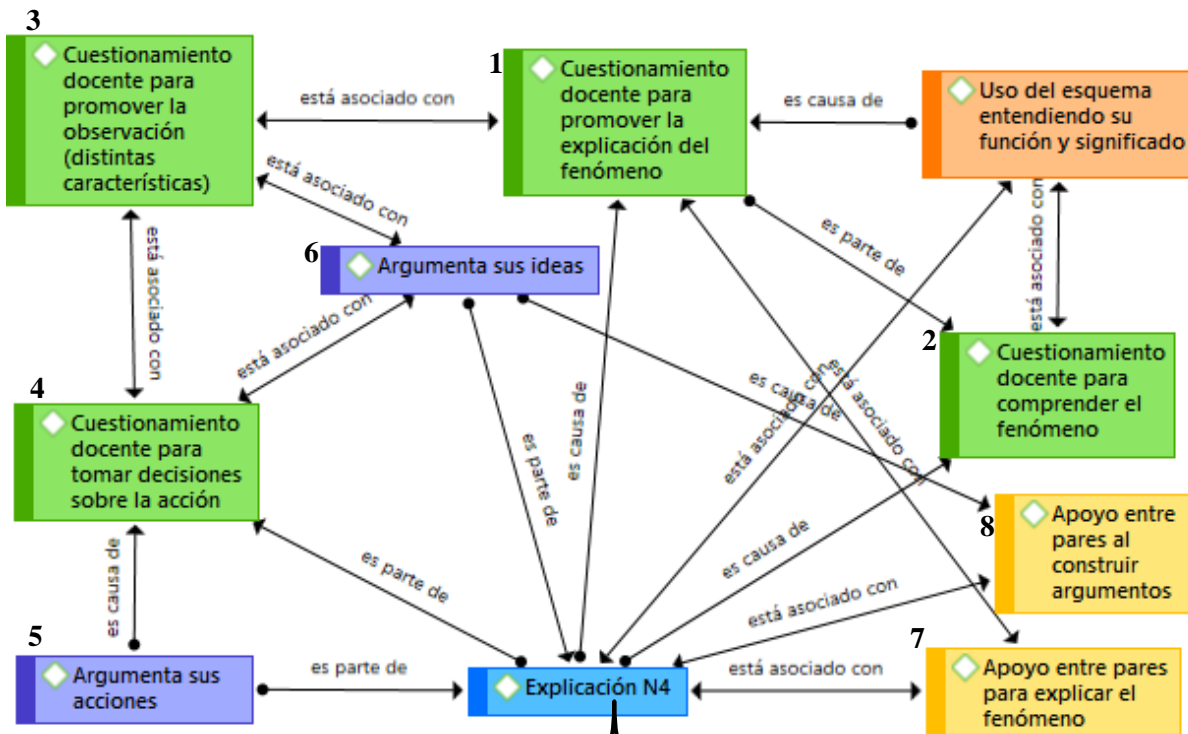 3
Cuestionamiento
docente para
promover la
observación
(distintas
características)
está asociado con
1
Cuestionamiento
docente para
promover la
explicación del
fenómeno
es causa de
Uso del esquema
entendiendo su
función y significado
está asociado con
está asociado con
es parte de
está asociado con
6
Argumenta sus ideas
está asociado con
2
Cuestionamiento
docente para
comprender el
fenómeno
es causa de
está asociado con
está asociado con
4
Cuestionamiento
docente para
tomar decisiones
sobre la acción
es parte de
es causa de
es causa de
8
Apoyo entre
pares al
construir
argumentos
es causa de
es parte de
está asociado con
5
Argumenta sus
acciones
es parte de
Explicación N4
está asociado con
7
Apoyo entre pares
para explicar el
fenómeno